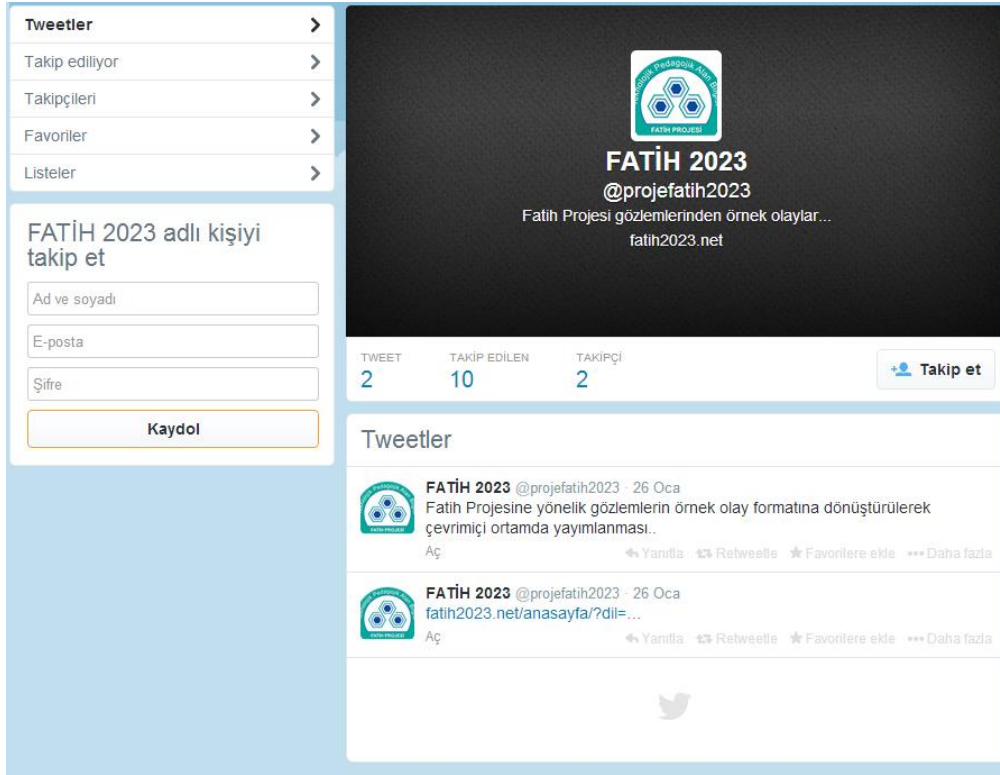 Tweetler
Takip ediliyor
Takipçileri
Favoriler
Listeler
FATİH 2023 adlı kişiyi
takip et
Ad ve soyadı
E-posta
Şifre
Kaydol
Teknolojik Pedagojik Alan Bilgisi
FATİH PROJESİ
FATİH 2023
@projefatih2023
Fatih Projesi gözlemlerinden örnek olaylar...
fatih2023.net
TWEET TAKİP EDİLEN TAKİPÇİ
2 10 2
Takip et
Tweetler
FATİH 2023 @projefatih2023 · 26 Oca
Fatih Projesine yönelik gözlemlerin örnek olay formatına dönüştürülerek
çevrimiçi ortamda yayımlanması..
Aç Yanıtla Retweetle Favorilere ekle Daha fazla
FATİH 2023 @projefatih2023 · 26 Oca
fatih2023.net/anasayfa/?dil=...
Aç Yanıtla Retweetle Favorilere ekle Daha fazla